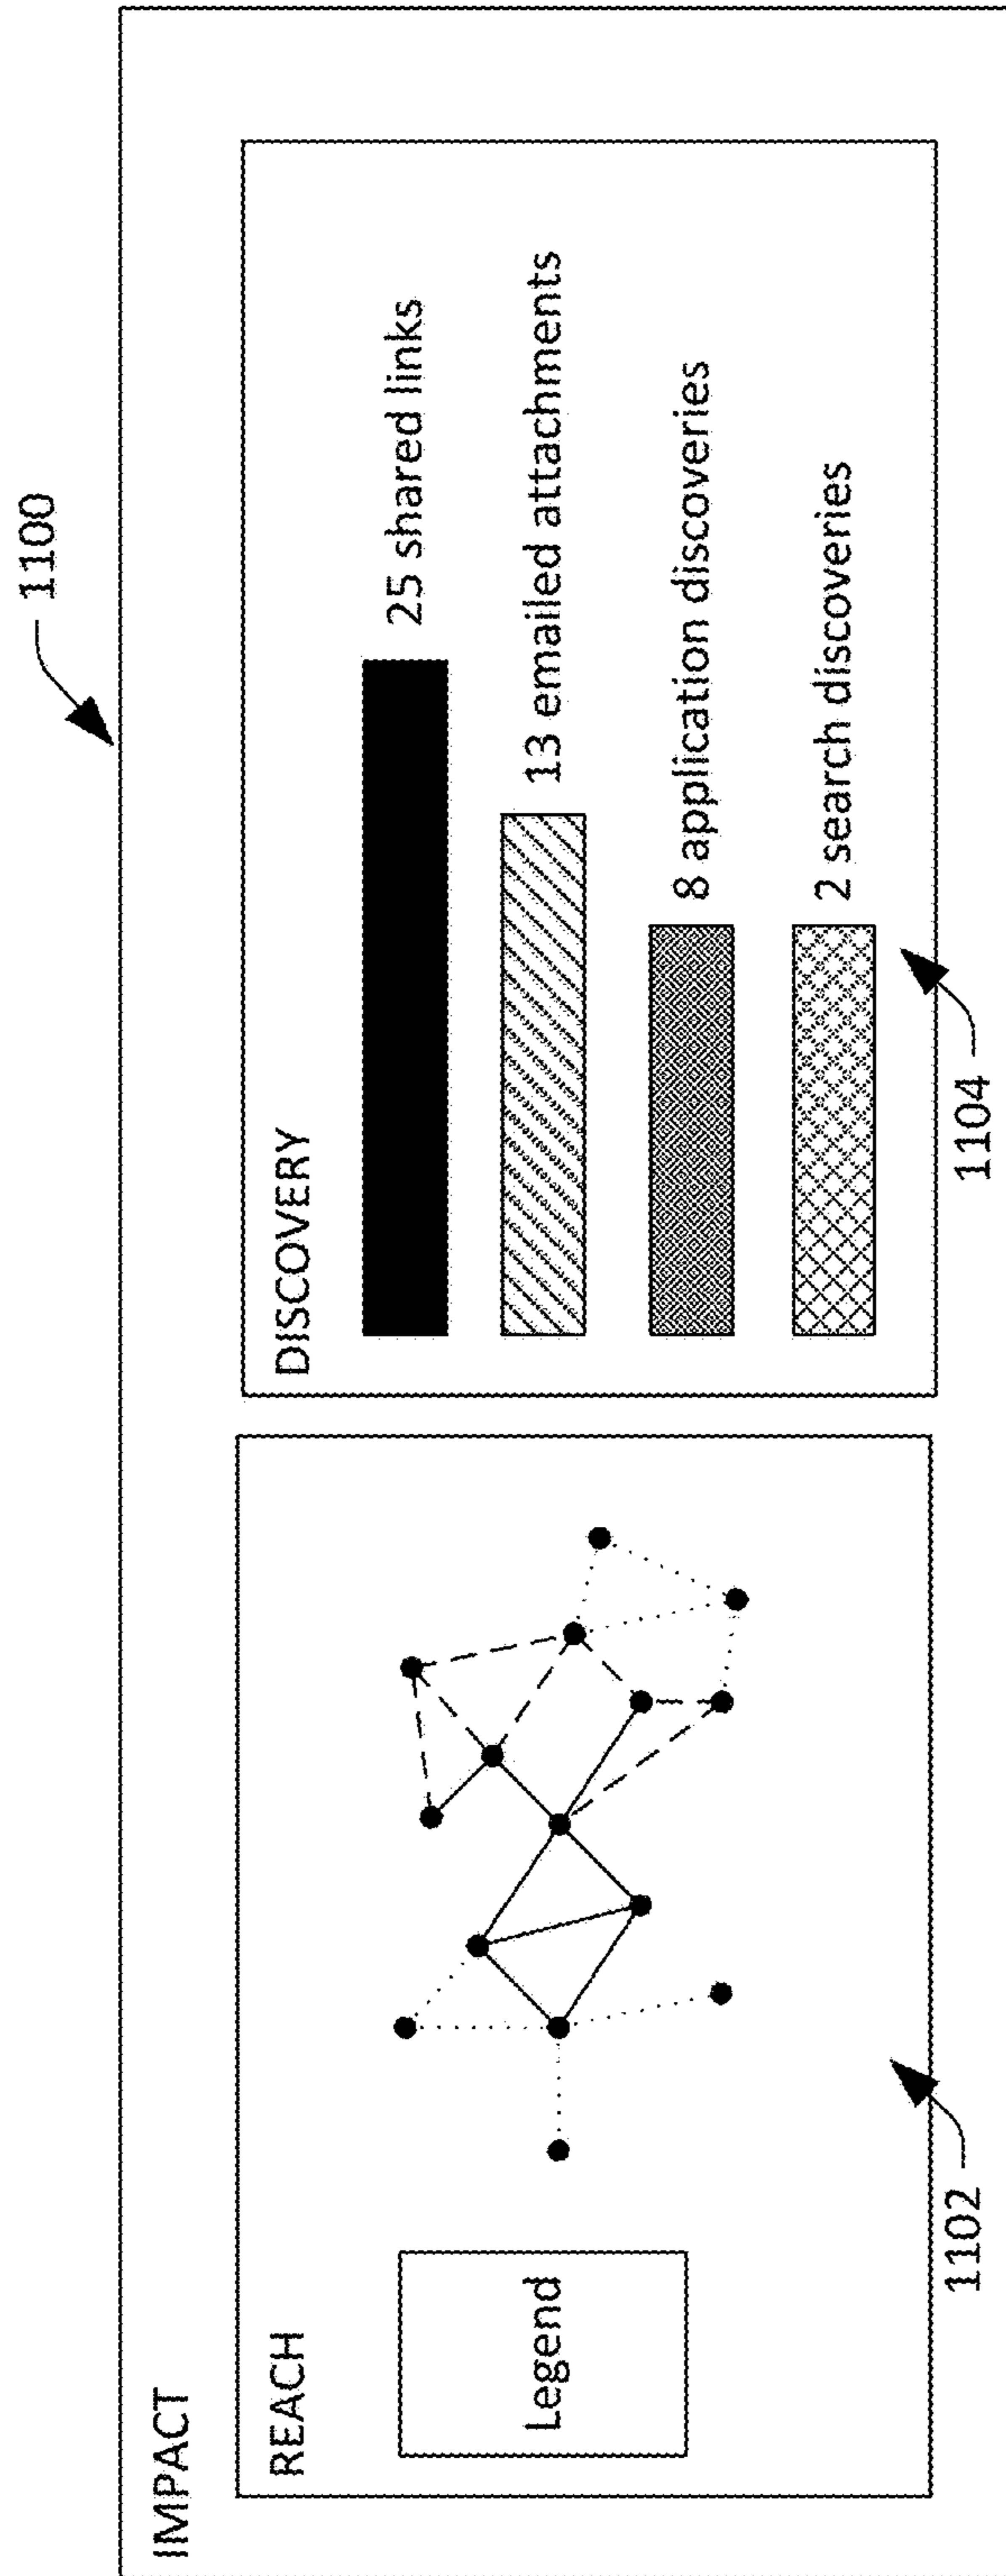 1100
IMPACT
REACH
Legend
1102
DISCOVERY
25 shared links
13 emailed attachments
8 application discoveries
2 search discoveries
1104